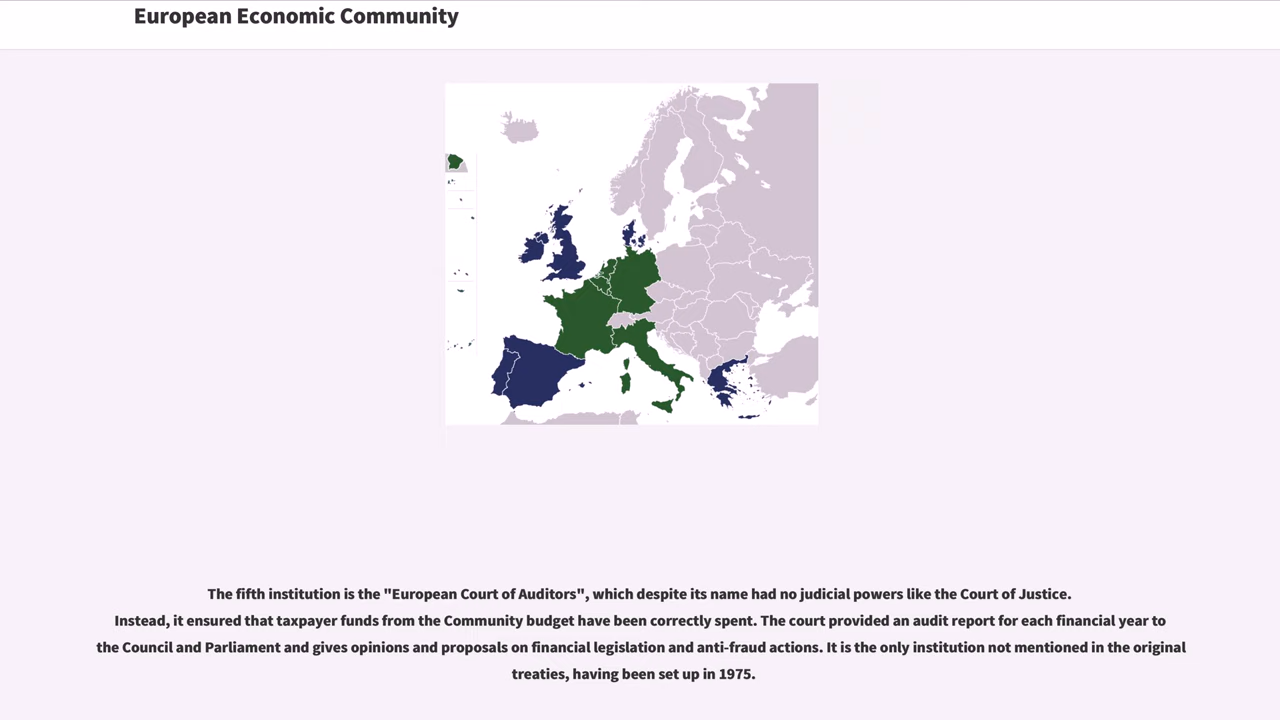 European Economic Community
The fifth institution is the "European Court of Auditors", which despite its name had no judicial powers like the Court of Justice.
Instead, it ensured that taxpayer funds from the Community budget have been correctly spent. The court provided an audit report for each financial year to
the Council and Parliament and gives opinions and proposals on financial legislation and anti-fraud actions. It is the only institution not mentioned in the original
treaties, having been set up in 1975.